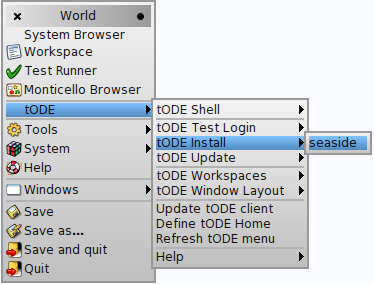 World
System Browser
Workspace
Test Runner
Monticello Browser
tODE
Tools
System
Help
Windows
Save
Save as...
Save and quit
Quit
tODE Shell
tODE Test Login
tODE Install
tODE Update
tODE Workspaces
tODE Window Layout
Update tODE client
Define tODE Home
Refresh tODE menu
Help
seaside